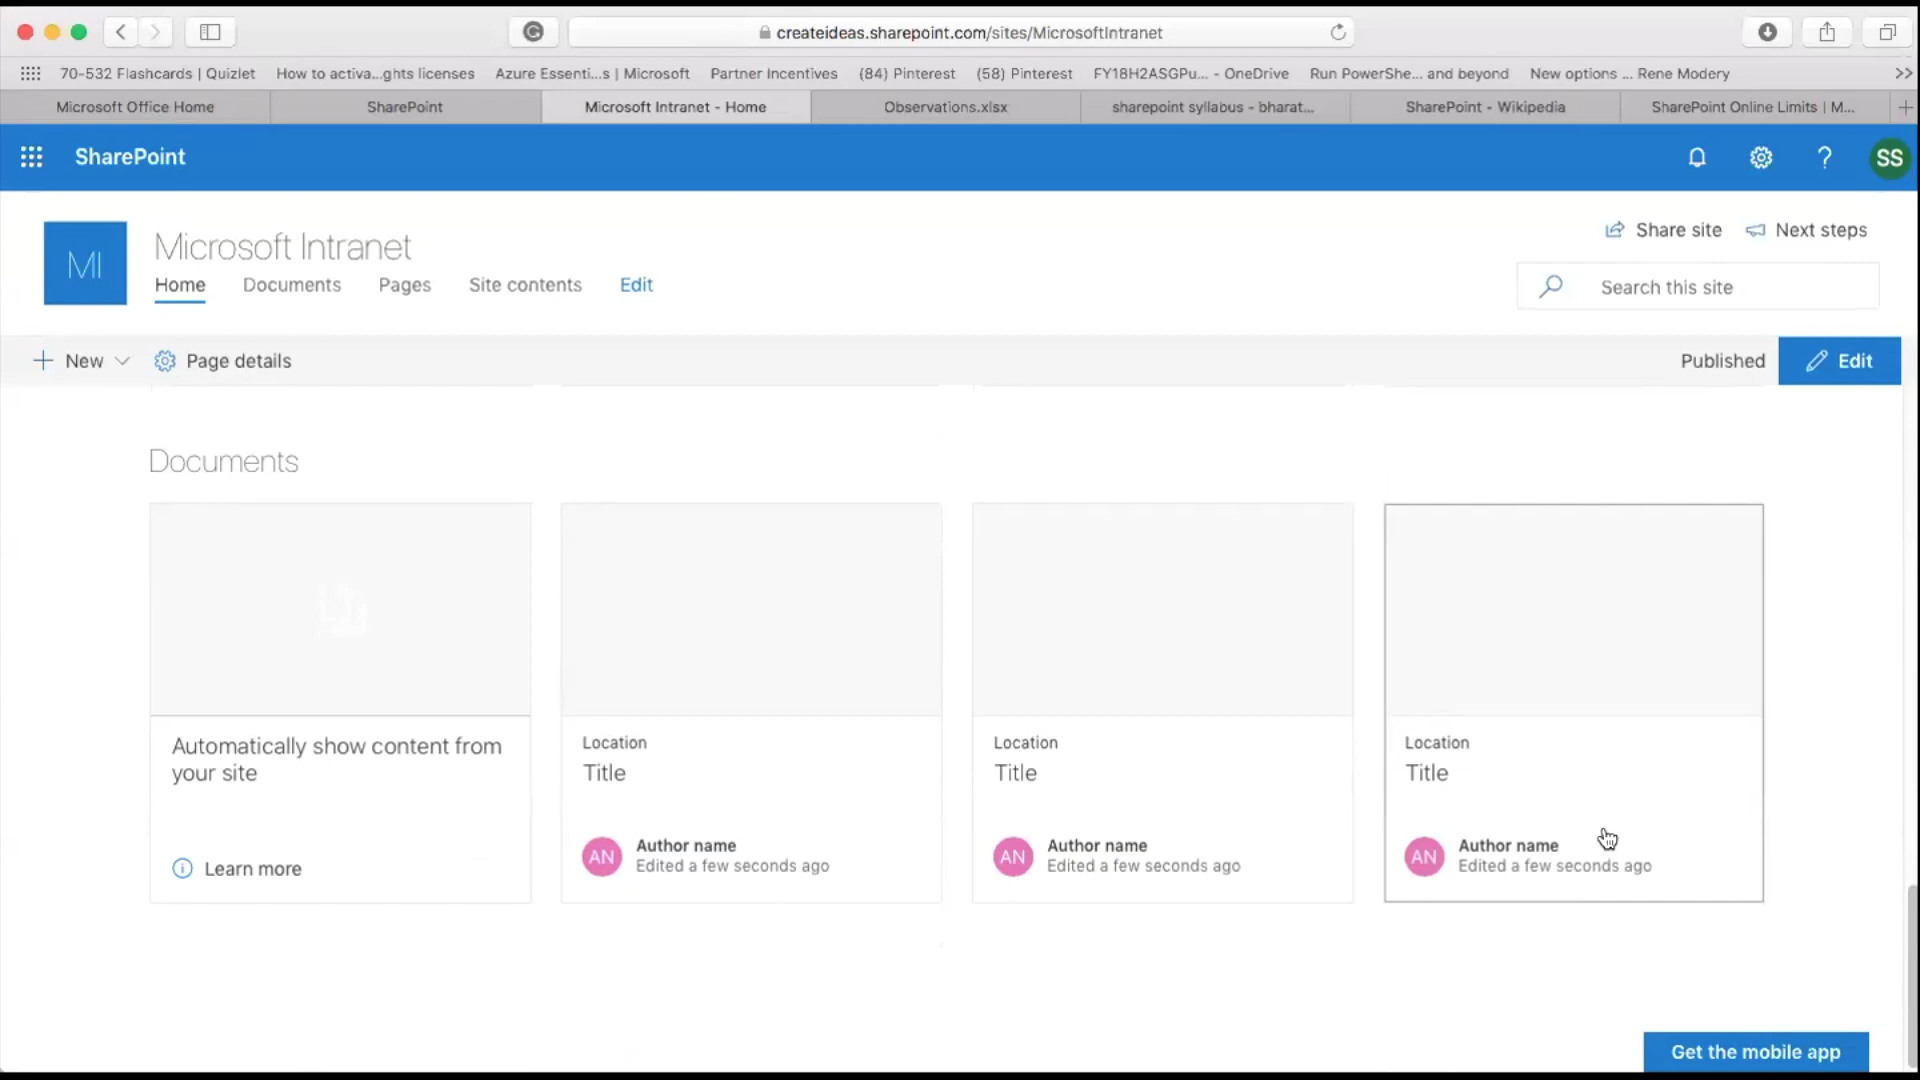 createideas.sharepoint.com/sites/MicrosoftIntranet
70-532 Flashcards | Quizlet How to activa...ghts licenses Azure Essenti...s | Microsoft Partner Incentives (84) Pinterest (58) Pinterest FY18H2ASGPu... - OneDrive Run PowerShe... and beyond New options ... Rene Modery >>
Microsoft Office Home SharePoint Microsoft Intranet - Home Observations.xlsx sharepoint syllabus - bharat... SharePoint - Wikipedia SharePoint Online Limits | M... +
SharePoint ? SS
MI Microsoft Intranet Share site Next steps
Home Documents Pages Site contents Edit Search this site
New Page details Published Edit
Documents
Automatically show content from
your site
Learn more
Location
Title
AN Author name
Edited a few seconds ago
Location
Title
AN Author name
Edited a few seconds ago
Location
Title
AN Author name
Edited a few seconds ago
Get the mobile app